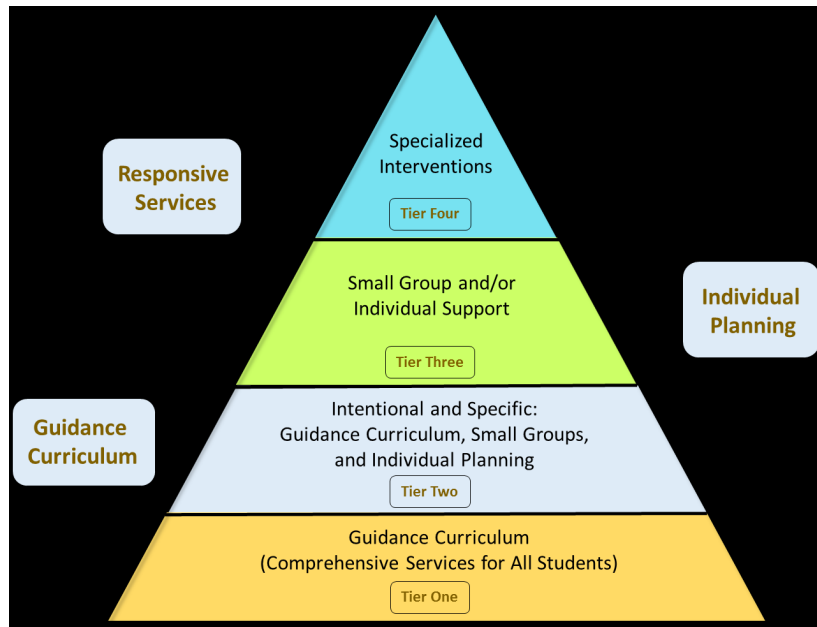 Specialized
Interventions
Tier Four
Responsive
Services
Small Group and/or
Individual Support
Tier Three
Individual
Planning
Intentional and Specific:
Guidance Curriculum, Small Groups,
and Individual Planning
Tier Two
Guidance
Curriculum
Guidance Curriculum
(Comprehensive Services for All Students)
Tier One